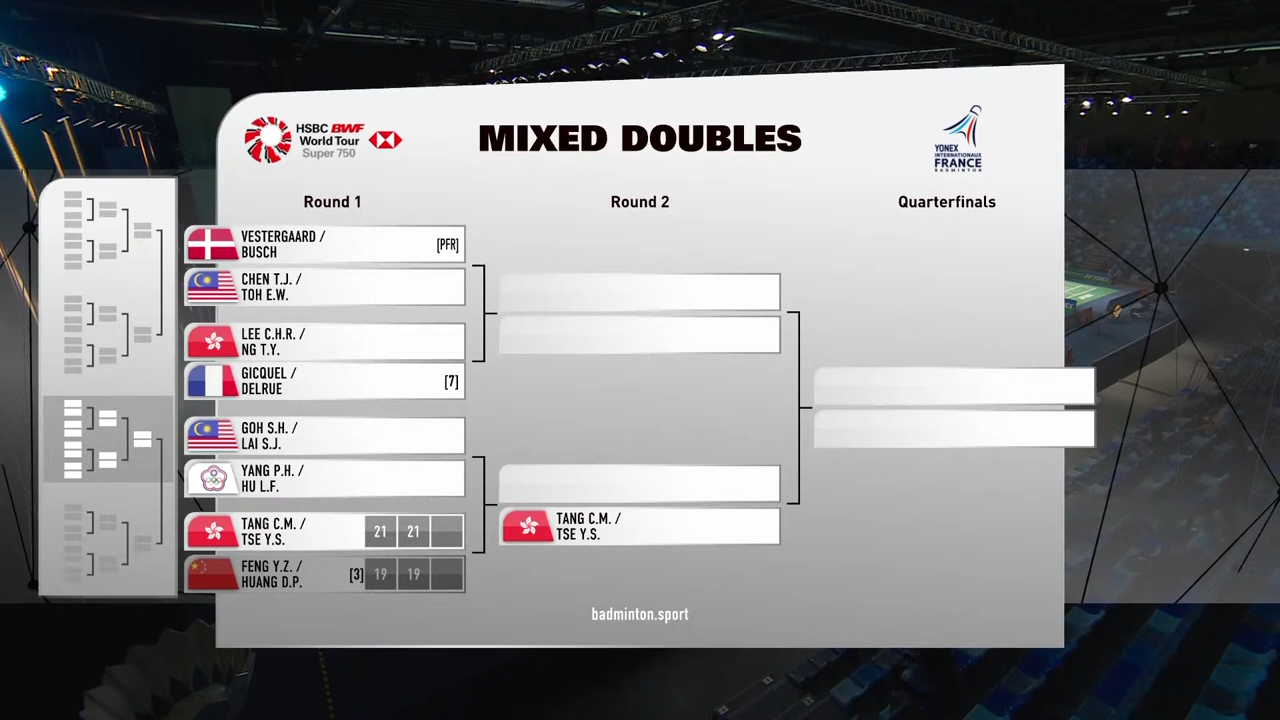 HSBC BWF
World Tour
Super 750
MIXED DOUBLES
YONEX
INTERNATIONAUX
FRANCE
BADMINTON
Round 1
Round 2
Quarterfinals
VESTERGAARD /
BUSCH
[PFR]
CHEN T.J. /
TOH E.W.
LEE C.H.R. /
NG T.Y.
GICQUEL /
DELRUE
[7]
GOH S.H. /
LAI S.J.
YANG P.H. /
HU L.F.
TANG C.M. /
TSE Y.S.
21 21
FENG Y.Z. /
HUANG D.P.
[3] 19 19
TANG C.M. /
TSE Y.S.
badminton.sport